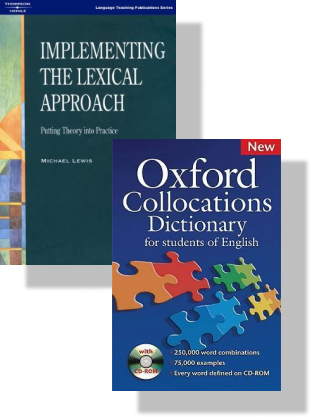 THOMSON
HEINLE
Language Teaching Publications Series
IMPLEMENTING
THE LEXICAL
APPROACH
Putting Theory into Practice
MICHAEL LEWIS
New
Oxford
Collocations
Dictionary
for students of English
with
CD-ROM
250,000 word combinations
75,000 examples
Every word defined on CD-ROM